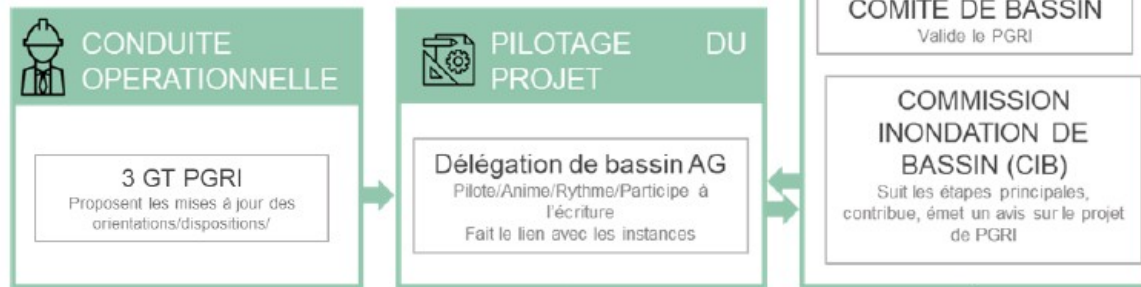 CONDUITE
OPERATIONNELLE
3 GT PGRI
Proposent les mises à jour des
orientations/dispositions/
PILOTAGE DU
PROJET
Délégation de bassin AG
Pilote/Anime/Rythme/Participe à
l'écriture
Fait le lien avec les instances
COMITE DE BASSIN
Valide le PGRI
COMMISSION
INONDATION DE
BASSIN (CIB)
Suit les étapes principales,
contribue, émet un avis sur le projet
de PGRI